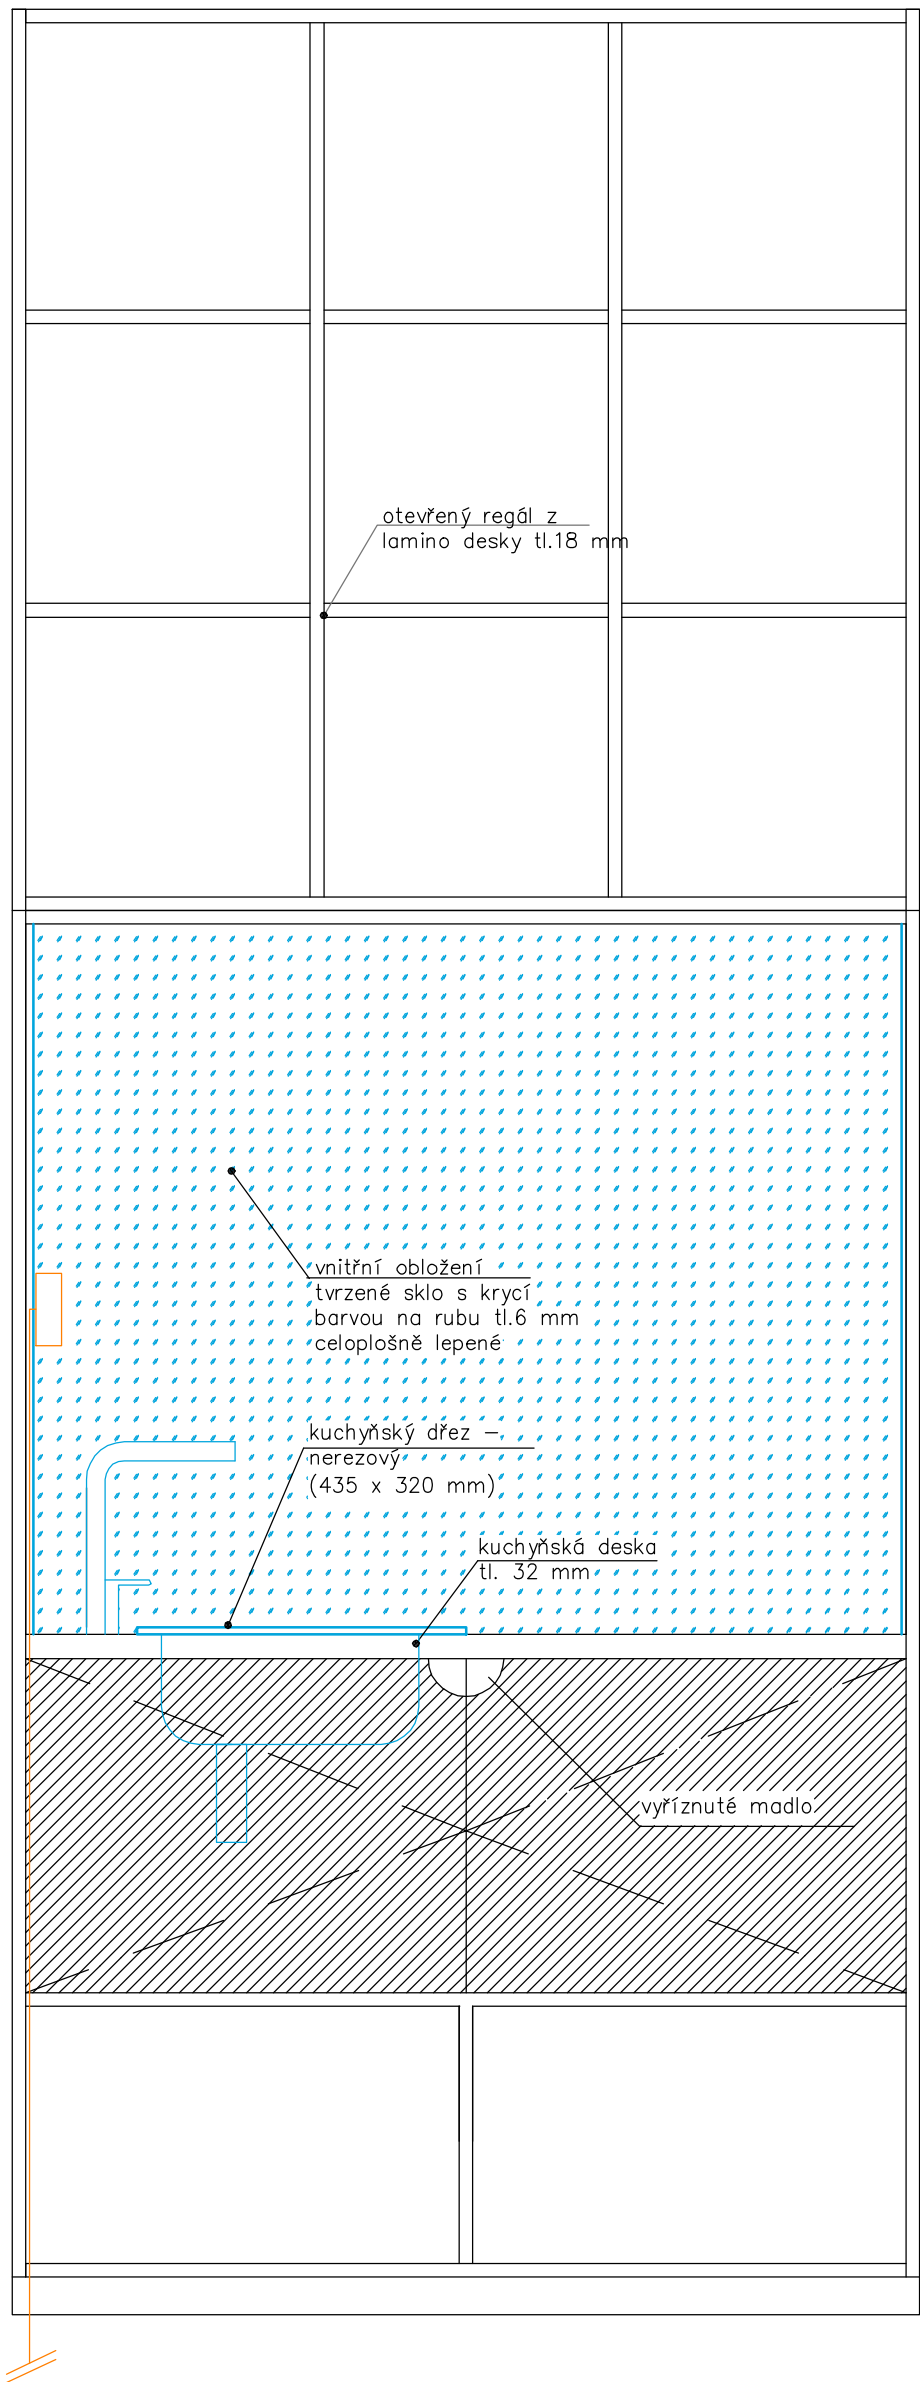 otevřený regál z
lamino desky tl.18 mm
vnitřní obložení
tvrzené sklo s krycí
barvou na rubu tl.6 mm
celoplošně lepené
kuchyňský dřez –
nerezový
(435 x 320 mm)
kuchyňská deska
tl. 32 mm
vyříznuté madlo